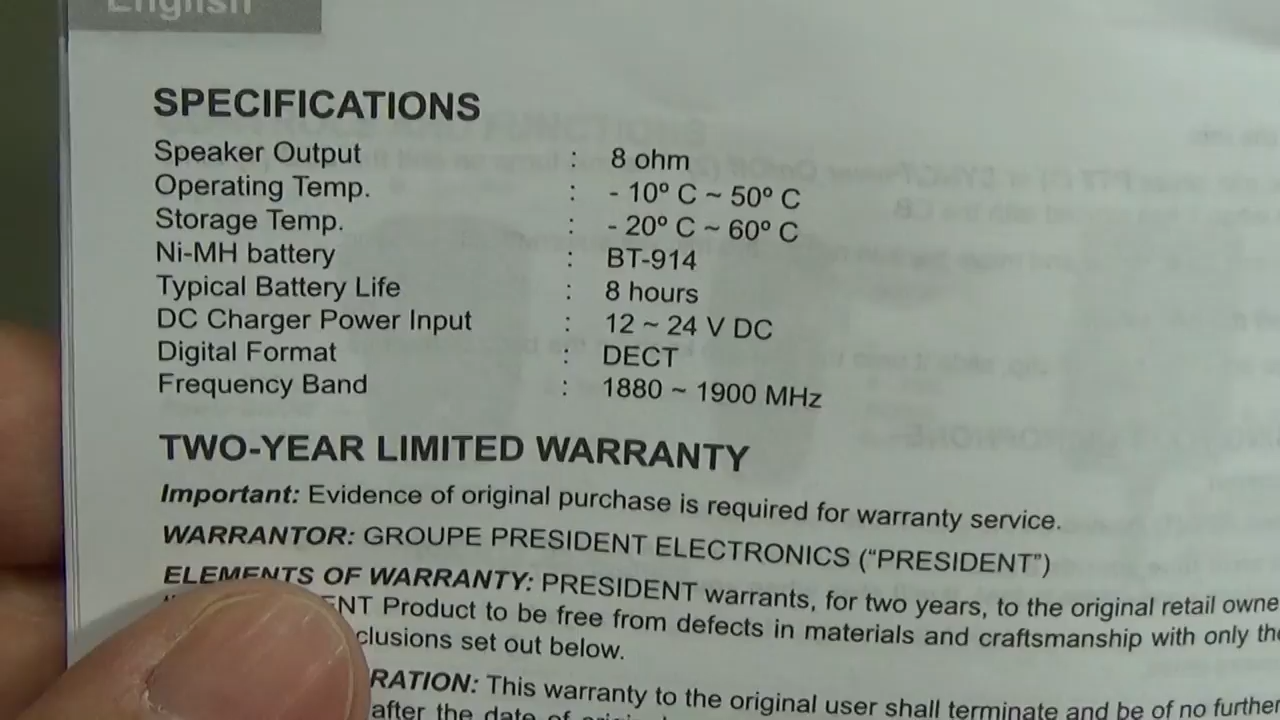 English
SPECIFICATIONS
Speaker Output : 8 ohm
Operating Temp. : - 10º C ~ 50º C
Storage Temp. : - 20º C ~ 60º C
Ni-MH battery : BT-914
Typical Battery Life : 8 hours
DC Charger Power Input : 12 ~ 24 V DC
Digital Format : DECT
Frequency Band : 1880 ~ 1900 MHz
TWO-YEAR LIMITED WARRANTY
Important: Evidence of original purchase is required for warranty service.
WARRANTOR: GROUPE PRESIDENT ELECTRONICS (“PRESIDENT”)
ELEMENTS OF WARRANTY: PRESIDENT warrants, for two years, to the original retail owne
ENT Product to be free from defects in materials and craftsmanship with only the
clusions set out below.
RATION: This warranty to the original user shall terminate and be of no further
after the date of